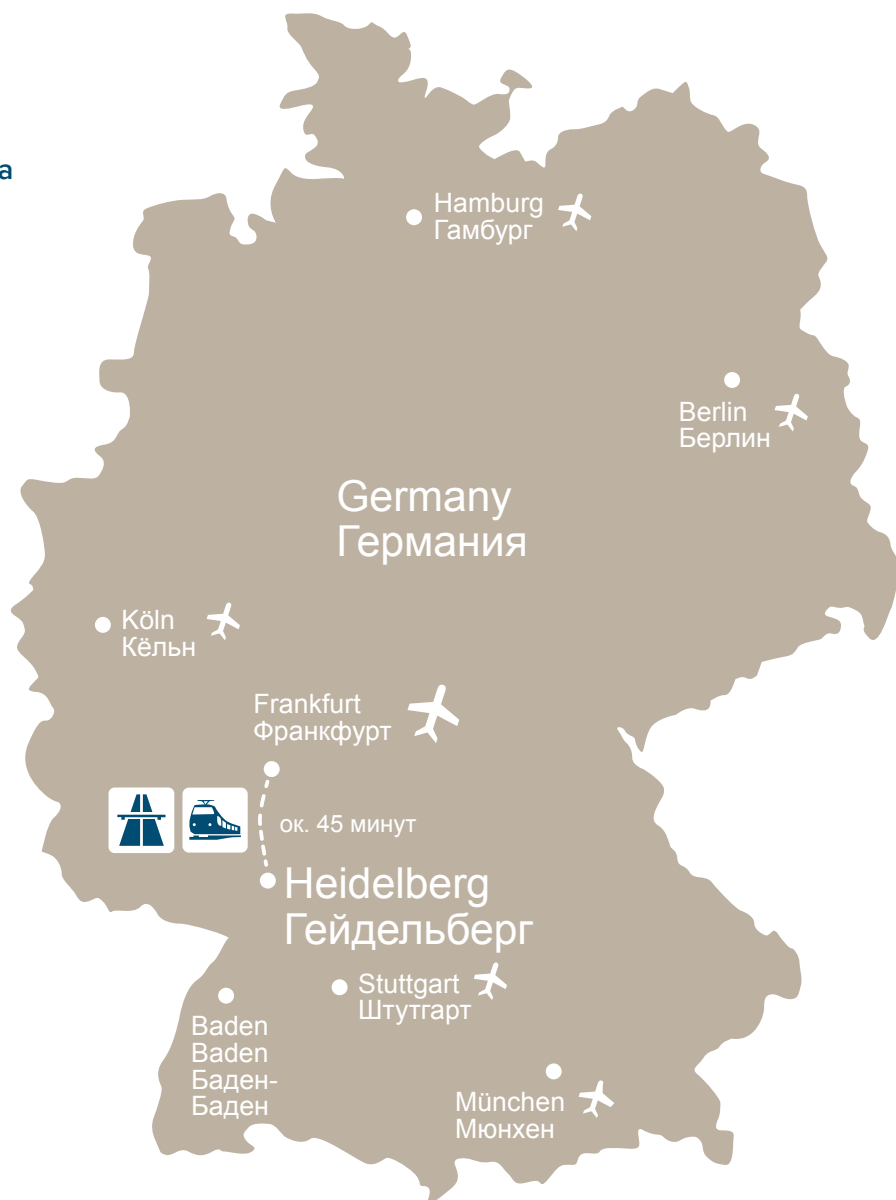 а
Hamburg
Гамбург
Berlin
Берлин
Germany
Германия
Köln
Кёльн
Frankfurt
Франкфурт
ок. 45 минут
Heidelberg
Гейдельберг
Stuttgart
Штутгарт
Baden
Baden
Баден-
Баден
München
Мюнхен